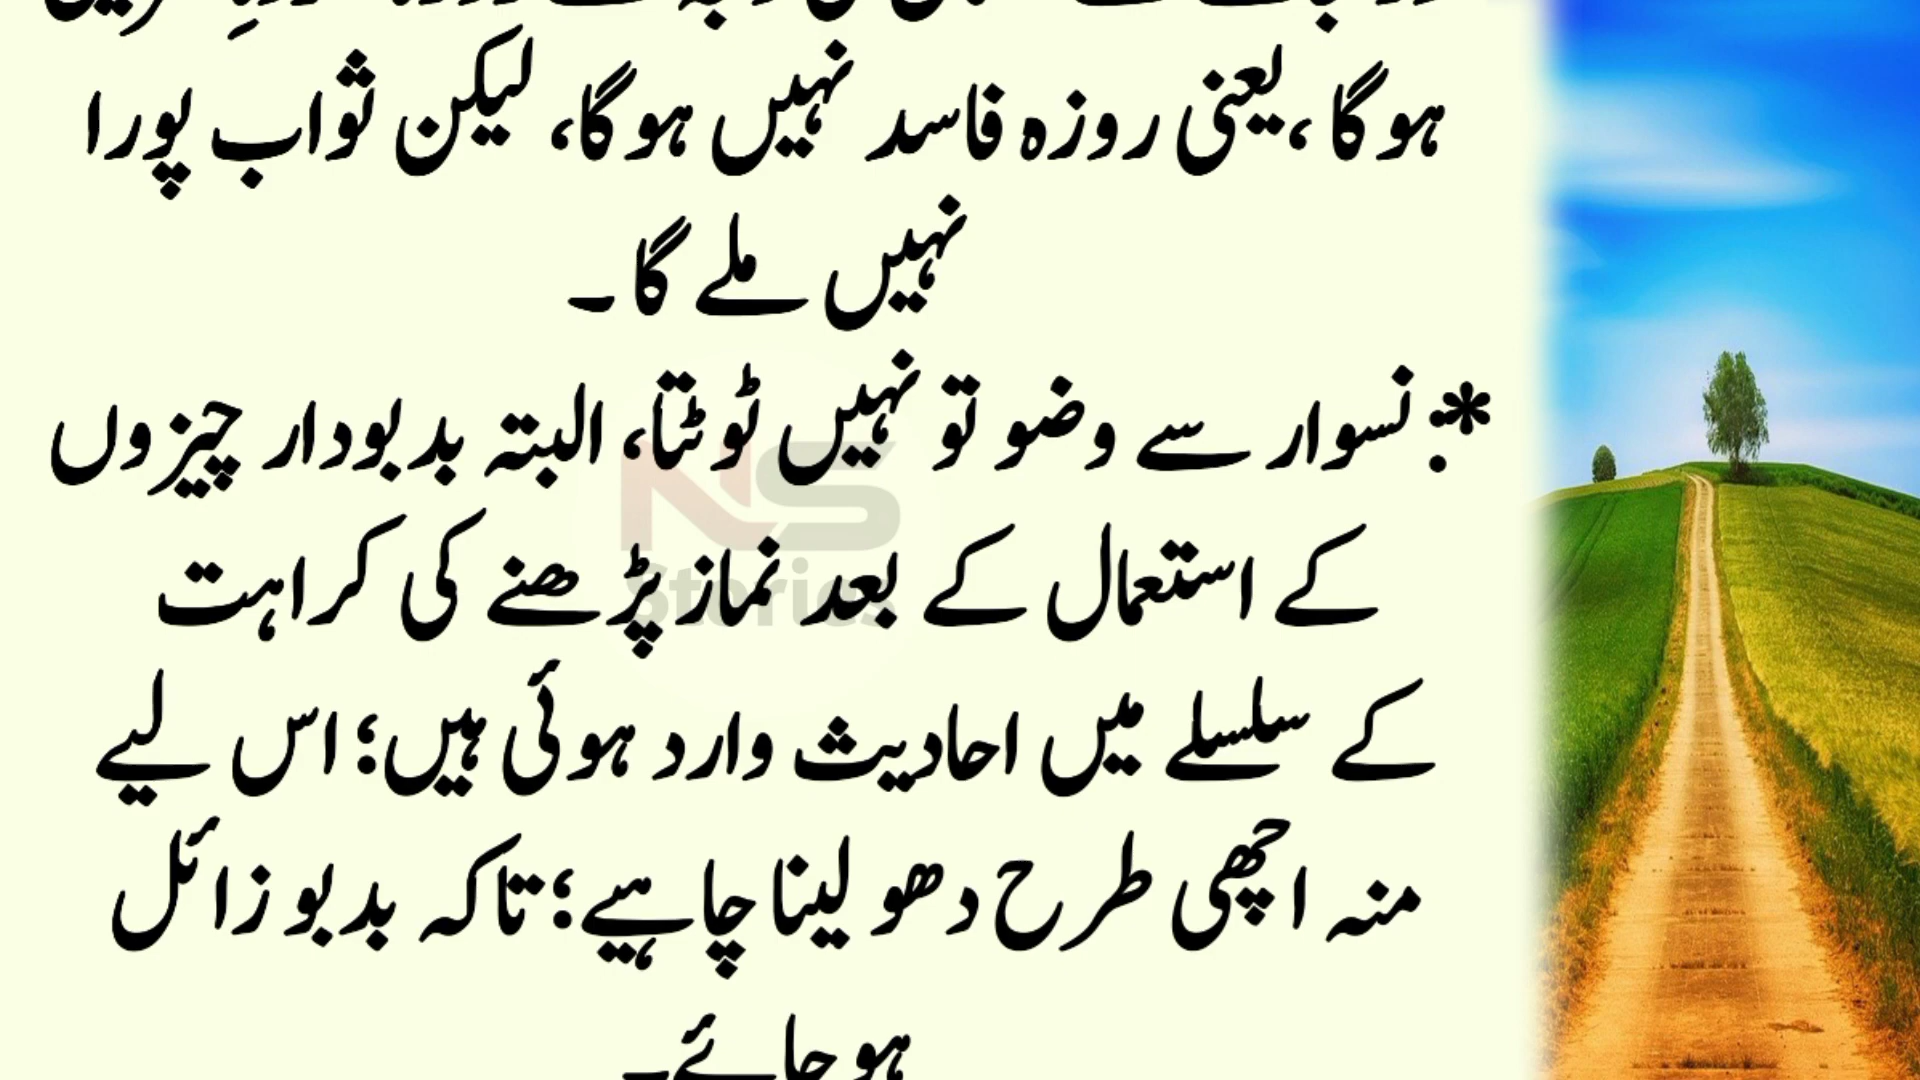 ہوگا ،یعنی روزہ فاسد نہیں ہوگا، لیکن ثواب پورا
نہیں ملے گا ۔
*: نسوار سے وضو تو نہیں ٹوٹتا، البتہ بدبودار چیزوں
کے استعمال کے بعد نماز پڑھنے کی کراہت
کے سلسلے میں احادیث وارد ہوئی ہیں؛ اس لیے
منہ اچھی طرح دھو لینا چاہیے؛ تاکہ بدبو زائل
ہو جائے۔
NS
Stories